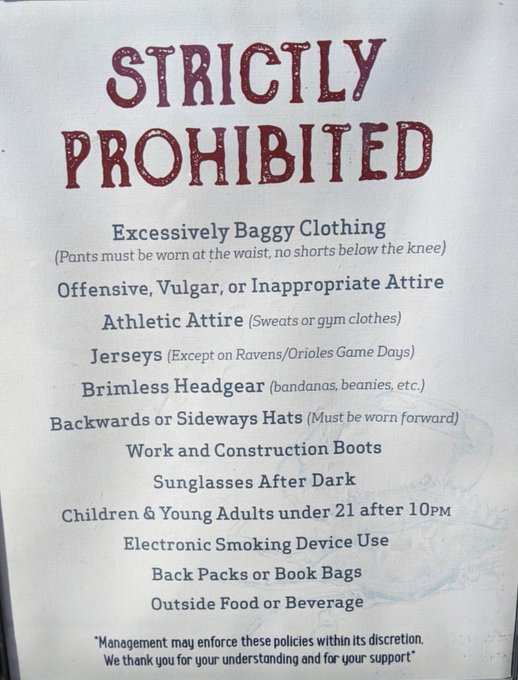 STRICTLY
PROHIBITED
Excessively Baggy Clothing
(Pants must be worn at the waist, no shorts below the knee)
Offensive, Vulgar, or Inappropriate Attire
Athletic Attire (Sweats or gym clothes)
Jerseys (Except on Ravens/Orioles Game Days)
Brimless Headgear (bandanas, beanies, etc.)
Backwards or Sideways Hats (Must be worn forward)
Work and Construction Boots
Sunglasses After Dark
Children & Young Adults under 21 after 10PM
Electronic Smoking Device Use
Back Packs or Book Bags
Outside Food or Beverage
*Management may enforce these policies within its discretion.
We thank you for your understanding and for your support*